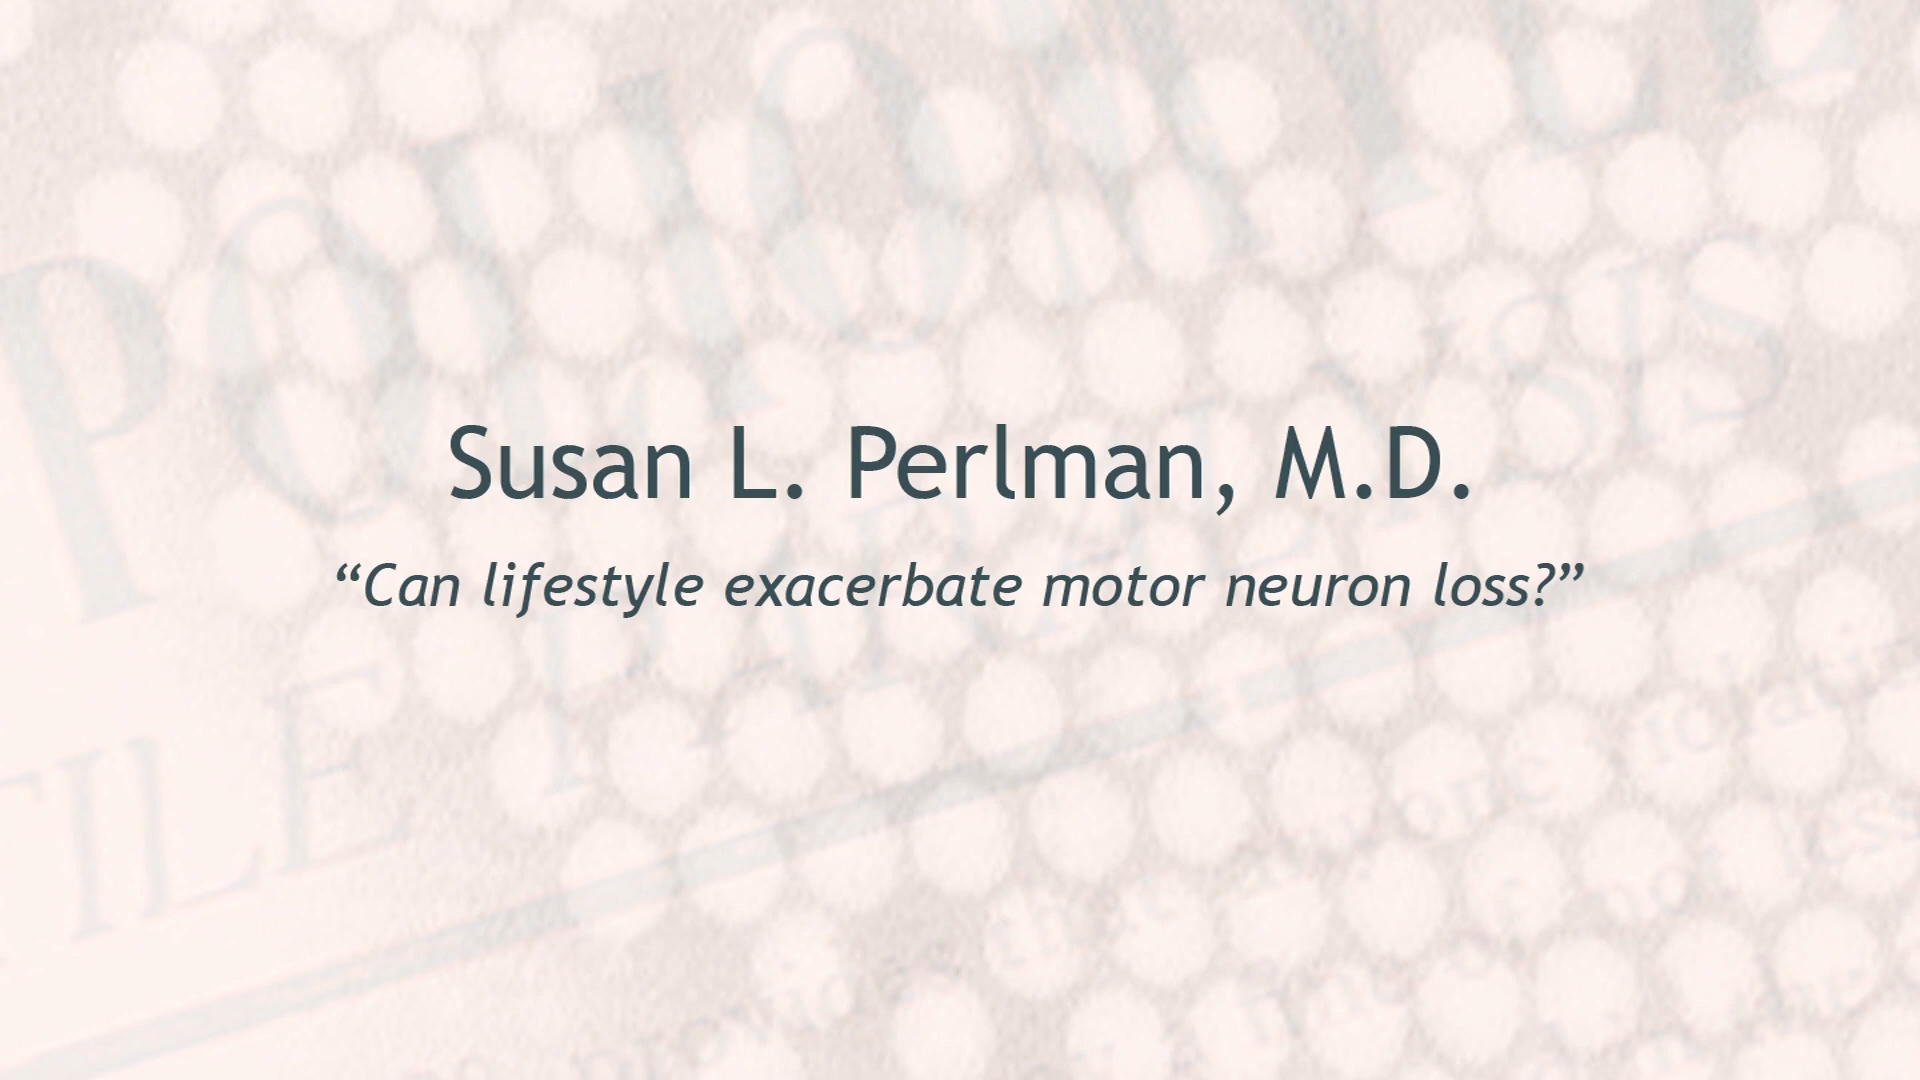 Susan L. Perlman, M.D.
“Can lifestyle exacerbate motor neuron loss?”